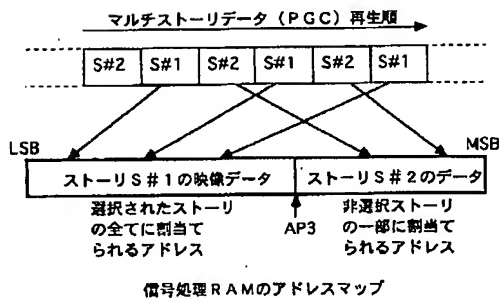 マルチストーリデータ（PGC）再生順
S#2 S#1 S#2 S#1 S#2 S#1
LSB
MSB
ストーリS#1の映像データ
ストーリS#2のデータ
選択されたストーリ
の全てに割当て
られるアドレス
AP3
非選択ストーリ
の一部に割当て
られるアドレス
信号処理RAMのアドレスマップ